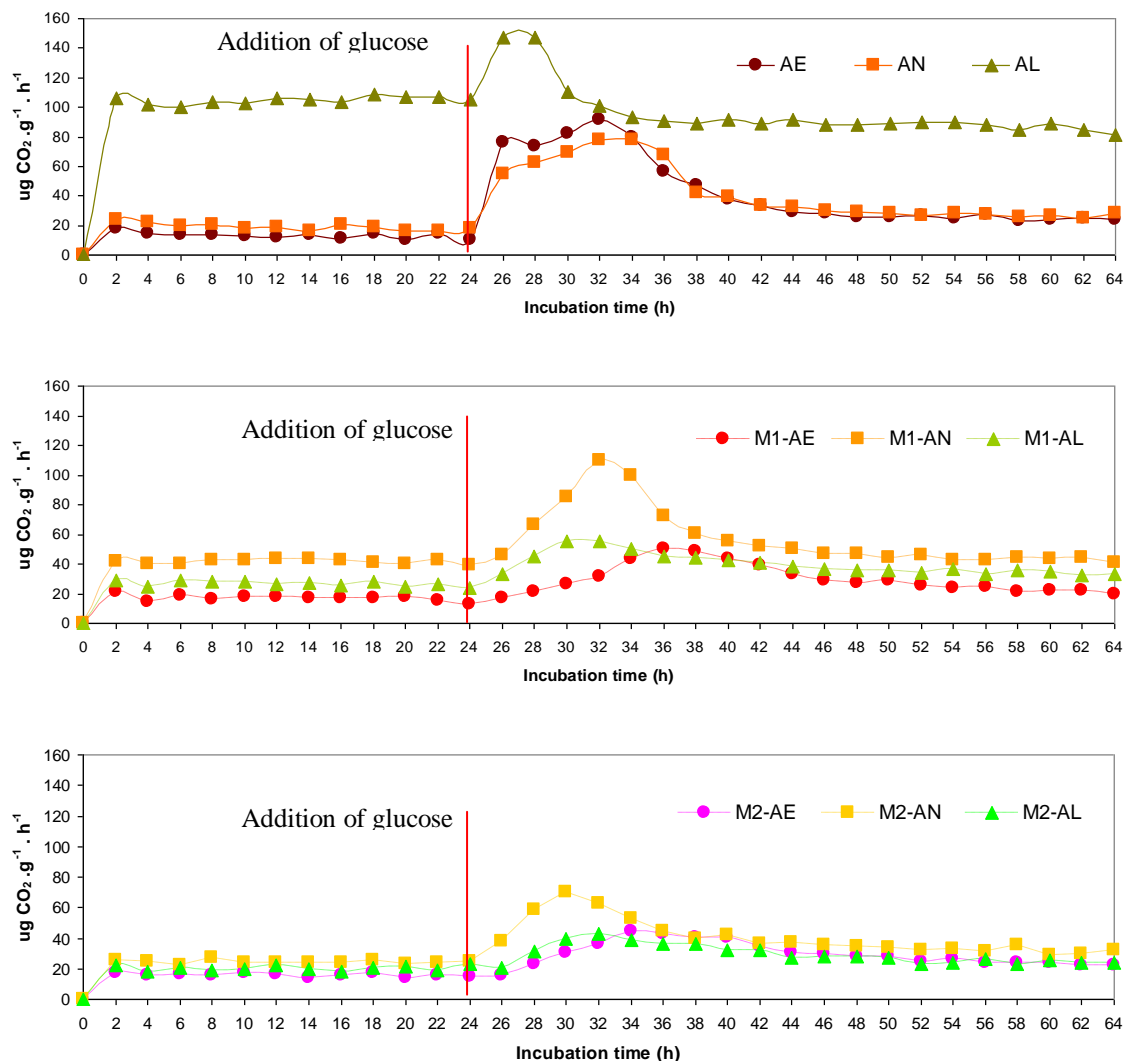 160
140
120
100
80
60
40
20
0
ug CO₂ .g⁻¹ . h⁻¹
Addition of glucose
AE AN AL
0 2 4 6 8 10 12 14 16 18 20 22 24 26 28 30 32 34 36 38 40 42 44 46 48 50 52 54 56 58 60 62 64
Incubation time (h)
160
140
120
100
80
60
40
20
0
ug CO₂ .g⁻¹ . h⁻¹
Addition of glucose
M1-AE M1-AN M1-AL
0 2 4 6 8 10 12 14 16 18 20 22 24 26 28 30 32 34 36 38 40 42 44 46 48 50 52 54 56 58 60 62 64
Incubation time (h)
160
140
120
100
80
60
40
20
0
ug CO₂ .g⁻¹ . h⁻¹
Addition of glucose
M2-AE M2-AN M2-AL
0 2 4 6 8 10 12 14 16 18 20 22 24 26 28 30 32 34 36 38 40 42 44 46 48 50 52 54 56 58 60 62 64
Incubation time (h)